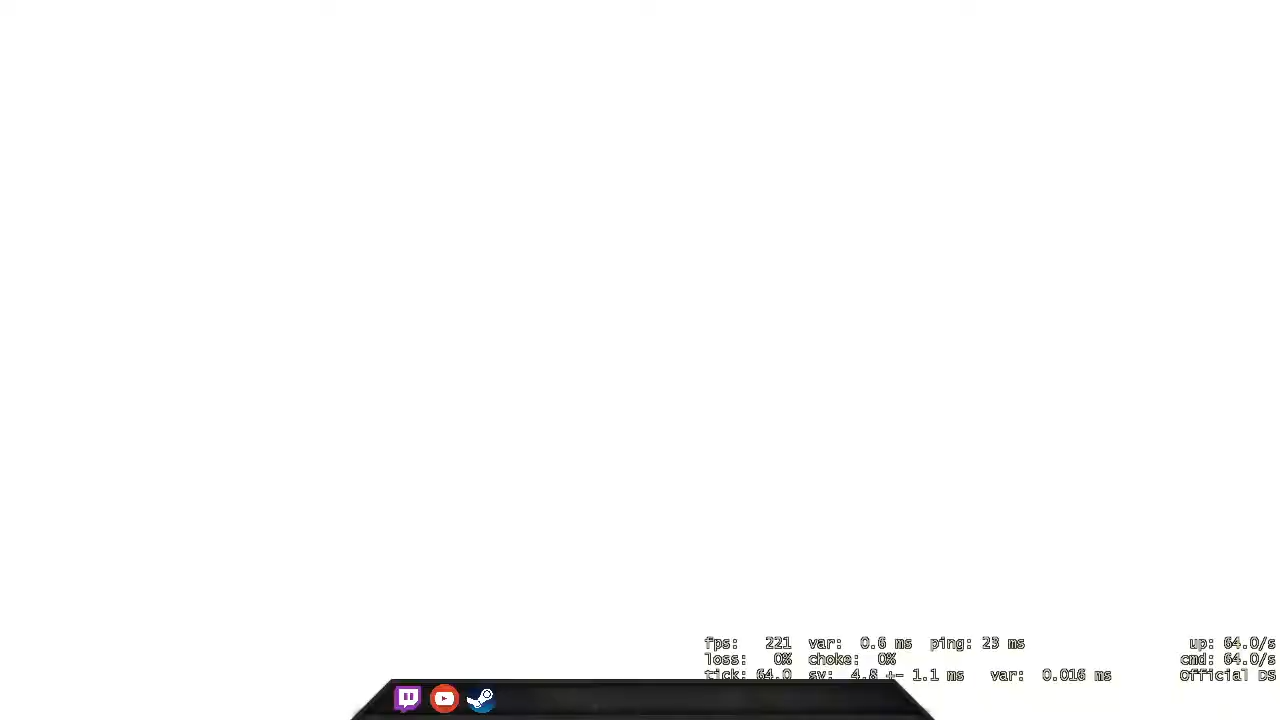 fps: 221 var: 0.6 ms ping: 23 ms up: 64.0/s
loss: 0% choke: 0% cmd: 64.0/s
tick: 64.0 sv: 4.8 +- 1.1 ms var: 0.016 ms Official DS